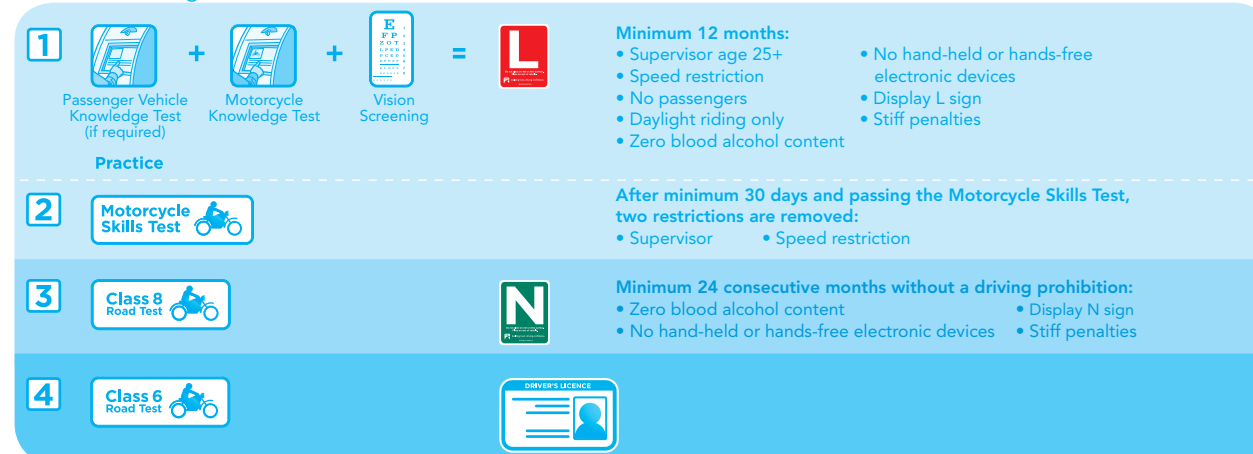 1
E
F P
Z O T
L P E D
+
+
=
L
Passenger Vehicle
Knowledge Test
(if required)
Motorcycle
Knowledge Test
Vision
Screening
Practice
Minimum 12 months:
• Supervisor age 25+
• Speed restriction
• No passengers
• Daylight riding only
• Zero blood alcohol content
• No hand-held or hands-free
electronic devices
• Display L sign
• Stiff penalties
2
Motorcycle
Skills Test
After minimum 30 days and passing the Motorcycle Skills Test,
two restrictions are removed:
• Supervisor • Speed restriction
3
Class 8
Road Test
N
Minimum 24 consecutive months without a driving prohibition:
• Zero blood alcohol content • Display N sign
• No hand-held or hands-free electronic devices • Stiff penalties
4
Class 6
Road Test
DRIVER'S LICENCE